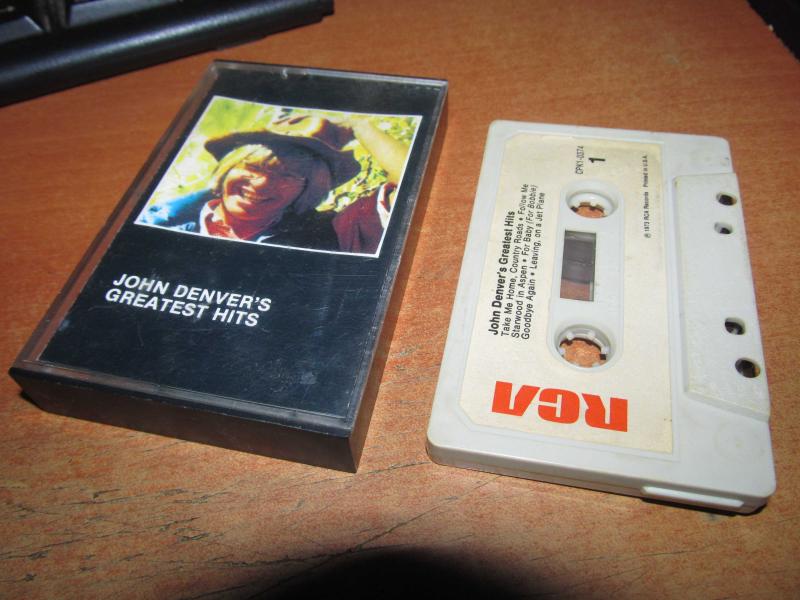 JOHN DENVER'S
GREATEST HITS
John Denver's Greatest Hits
Take Me Home, Country Roads • Follow Me
Starwood in Aspen • For Baby (For Bobbie)
Goodbye Again • Leaving, on a Jet Plane
CPK1-0374
1
℗ 1973 RCA Records Printed in U.S.A.
RCA